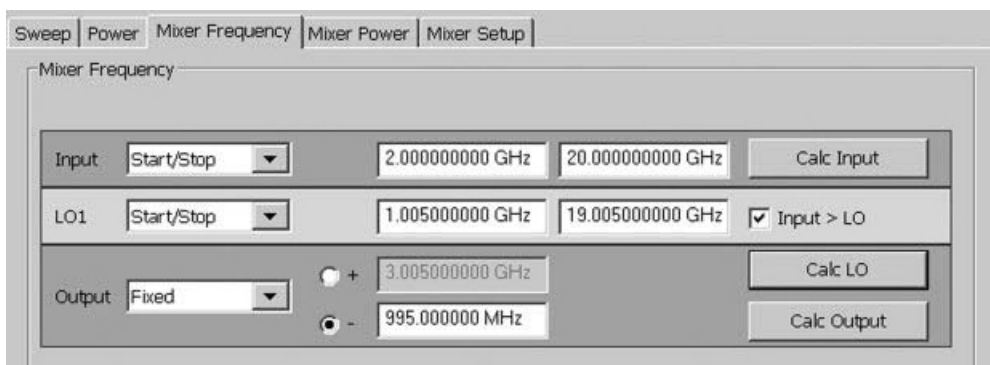 Sweep Power Mixer Frequency Mixer Power Mixer Setup
Mixer Frequency
Input Start/Stop 2.000000000 GHz 20.000000000 GHz Calc Input
LO1 Start/Stop 1.005000000 GHz 19.005000000 GHz Input > LO
+ 3.005000000 GHz Calc LO
Output Fixed
- 995.000000 MHz Calc Output